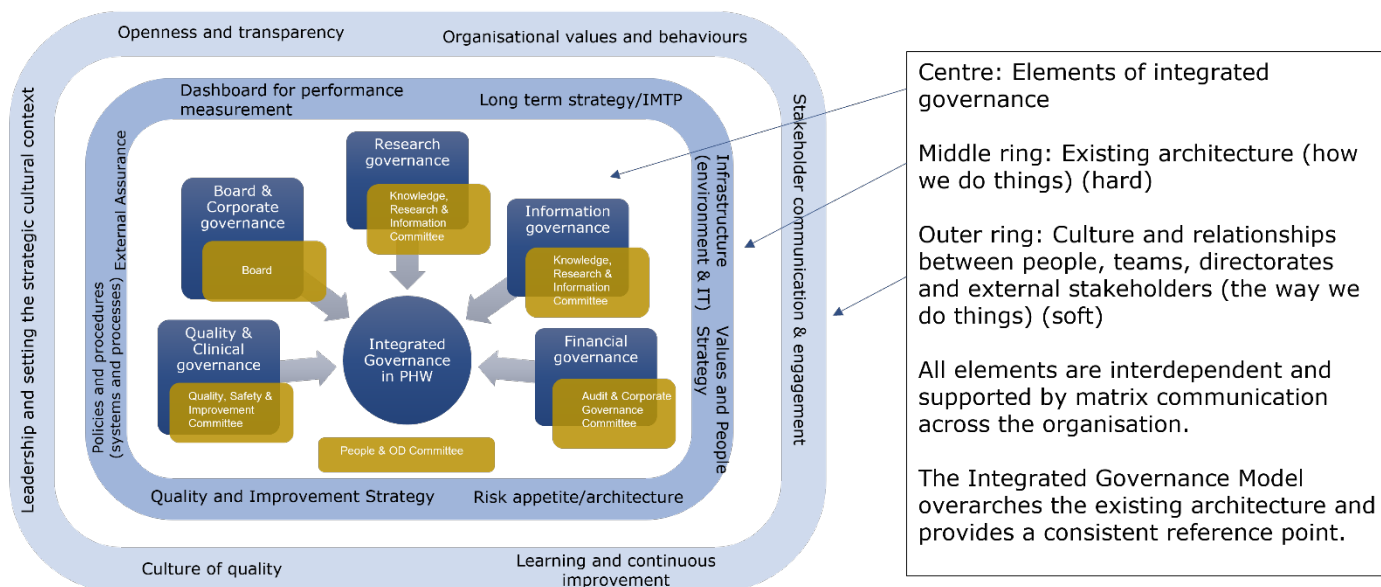 Openness and transparency
Organisational values and behaviours
Leadership and setting the strategic cultural context
Stakeholder communication & engagement
Culture of quality
Learning and continuous
improvement
Dashboard for performance
measurement
Long term strategy/IMTP
Policies and procedures
(systems and processes)
External Assurance
Infrastructure
(environment & IT)
Values and People
Strategy
Quality and Improvement Strategy
Risk appetite/architecture
Research
governance
Knowledge,
Research &
Information
Committee
Board &
Corporate
governance
Board
Information
governance
Knowledge,
Research &
Information
Committee
Quality &
Clinical
governance
Quality, Safety &
Improvement
Committee
Integrated
Governance
in PHW
Financial
governance
Audit & Corporate
Governance
Committee
People & OD Committee
Centre: Elements of integrated
governance
Middle ring: Existing architecture (how
we do things) (hard)
Outer ring: Culture and relationships
between people, teams, directorates
and external stakeholders (the way we
do things) (soft)
All elements are interdependent and
supported by matrix communication
across the organisation.
The Integrated Governance Model
overarches the existing architecture and
provides a consistent reference point.